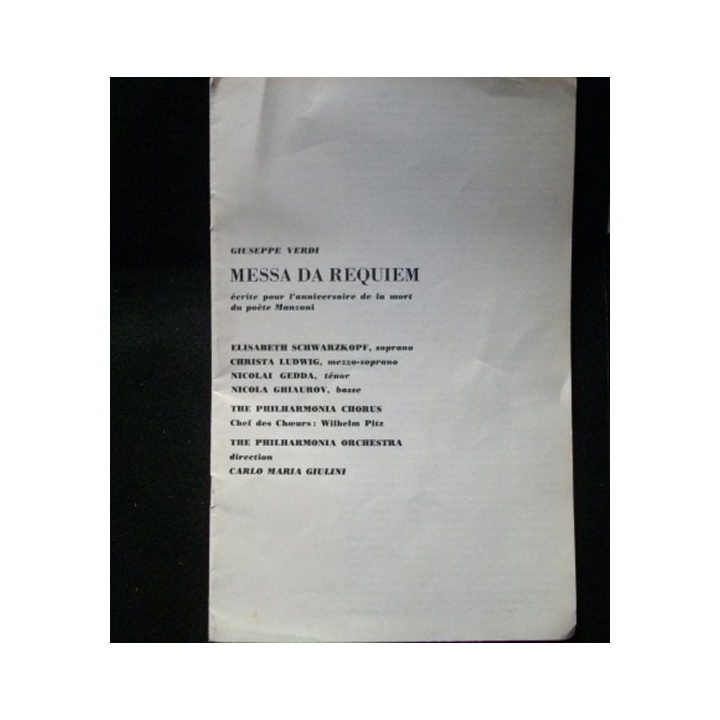 GIUSEPPE VERDI
MESSA DA REQUIEM
écrite pour l'anniversaire de la mort
du poète Manzoni
ELISABETH SCHWARZKOPF, soprano
CHRISTA LUDWIG, mezzo-soprano
NICOLAI GEDDA, ténor
NICOLA GHIAUROV, basse
THE PHILHARMONIA CHORUS
Chef des Chœurs : Wilhelm Pitz
THE PHILHARMONIA ORCHESTRA
direction
CARLO MARIA GIULINI